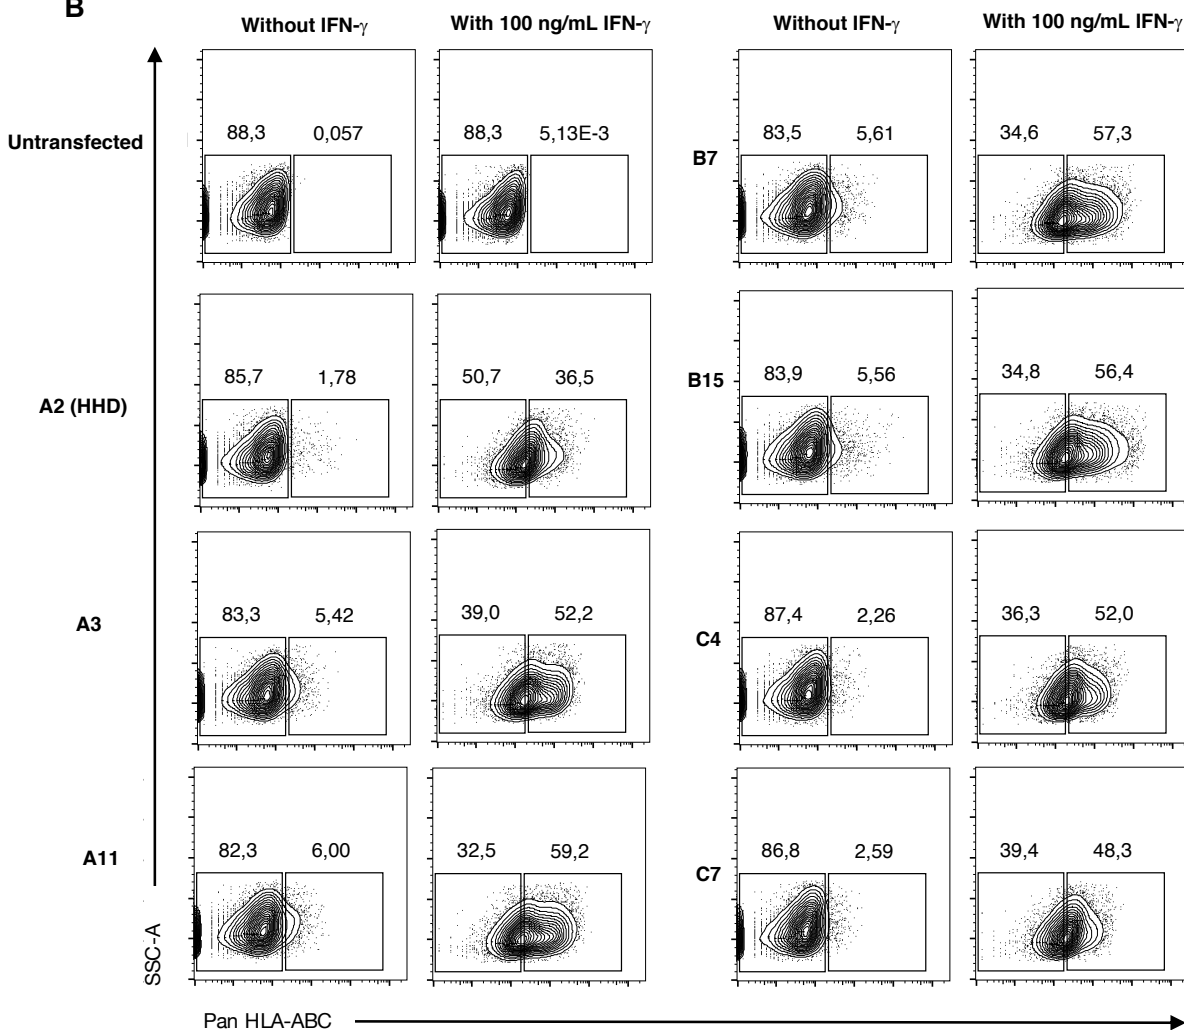 B
Without IFN-γ With 100 ng/mL IFN-γ Without IFN-γ With 100 ng/mL IFN-γ
Untransfected 88,3 0,057 88,3 5,13E-3 B7 83,5 5,61 34,6 57,3
A2 (HHD) 85,7 1,78 50,7 36,5 B15 83,9 5,56 34,8 56,4
A3 83,3 5,42 39,0 52,2 C4 87,4 2,26 36,3 52,0
A11 82,3 6,00 32,5 59,2 C7 86,8 2,59 39,4 48,3
SSC-A
Pan HLA-ABC